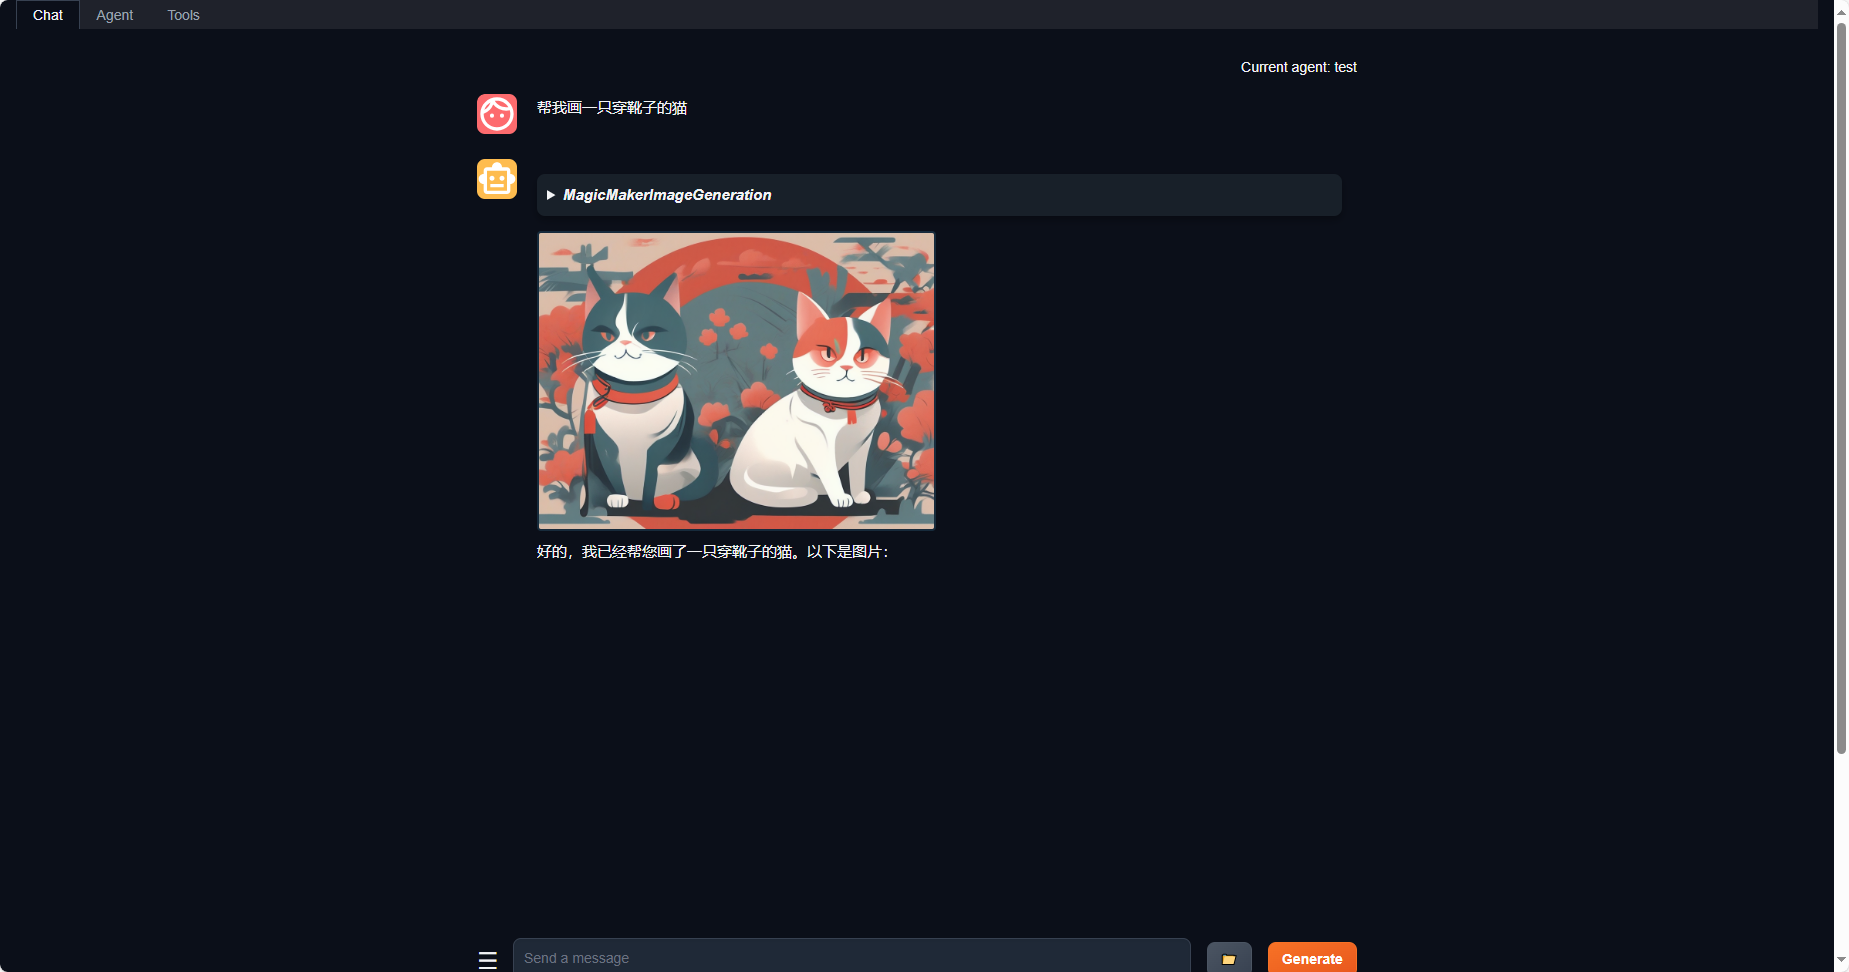 Chat Agent Tools
Current agent: test
帮我画一只穿靴子的猫
MagicMakerImageGeneration
好的，我已经帮您画了一只穿靴子的猫。以下是图片：
Send a message
Generate